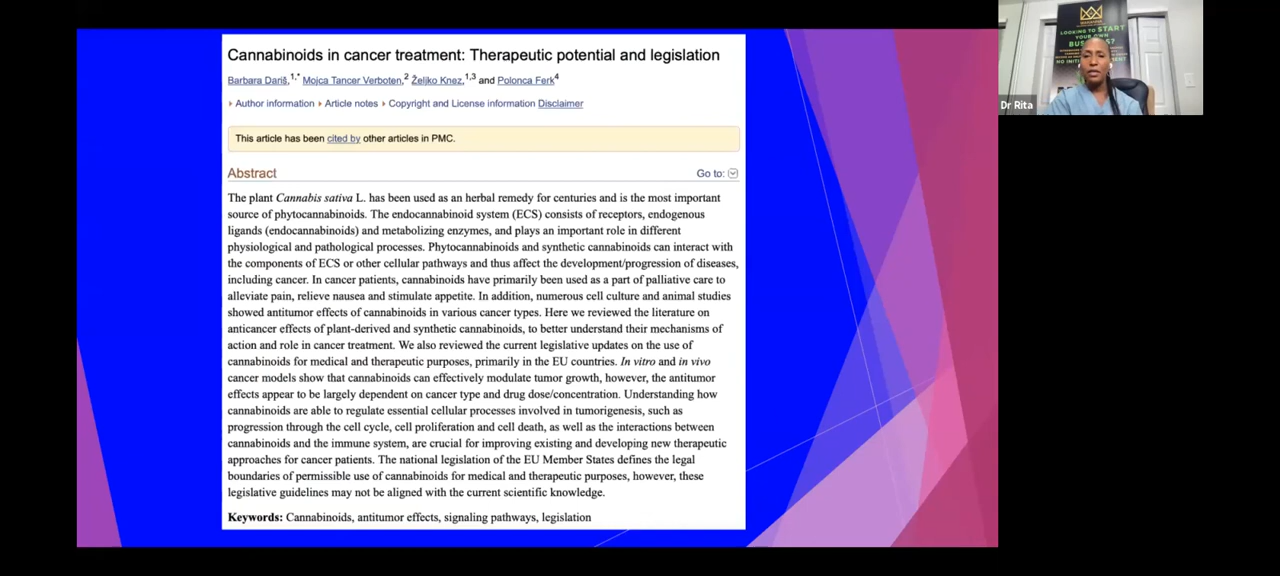 Cannabinoids in cancer treatment: Therapeutic potential and legislation
Barbara Dariš,1,* Mojca Tancer Verboten,2 Željko Knez,1,3 and Polonca Ferk4
Author information Article notes Copyright and License information Disclaimer
This article has been cited by other articles in PMC.
Abstract
Go to:
The plant Cannabis sativa L. has been used as an herbal remedy for centuries and is the most important
source of phytocannabinoids. The endocannabinoid system (ECS) consists of receptors, endogenous
ligands (endocannabinoids) and metabolizing enzymes, and plays an important role in different
physiological and pathological processes. Phytocannabinoids and synthetic cannabinoids can interact with
the components of ECS or other cellular pathways and thus affect the development/progression of diseases,
including cancer. In cancer patients, cannabinoids have primarily been used as a part of palliative care to
alleviate pain, relieve nausea and stimulate appetite. In addition, numerous cell culture and animal studies
showed antitumor effects of cannabinoids in various cancer types. Here we reviewed the literature on
anticancer effects of plant-derived and synthetic cannabinoids, to better understand their mechanisms of
action and role in cancer treatment. We also reviewed the current legislative updates on the use of
cannabinoids for medical and therapeutic purposes, primarily in the EU countries. In vitro and in vivo
cancer models show that cannabinoids can effectively modulate tumor growth, however, the antitumor
effects appear to be largely dependent on cancer type and drug dose/concentration. Understanding how
cannabinoids are able to regulate essential cellular processes involved in tumorigenesis, such as
progression through the cell cycle, cell proliferation and cell death, as well as the interactions between
cannabinoids and the immune system, are crucial for improving existing and developing new therapeutic
approaches for cancer patients. The national legislation of the EU Member States defines the legal
boundaries of permissible use of cannabinoids for medical and therapeutic purposes, however, these
legislative guidelines may not be aligned with the current scientific knowledge.
Keywords: Cannabinoids, antitumor effects, signaling pathways, legislation
LOOKING TO START
YOUR OWN
BUSINESS?
Dr Rita